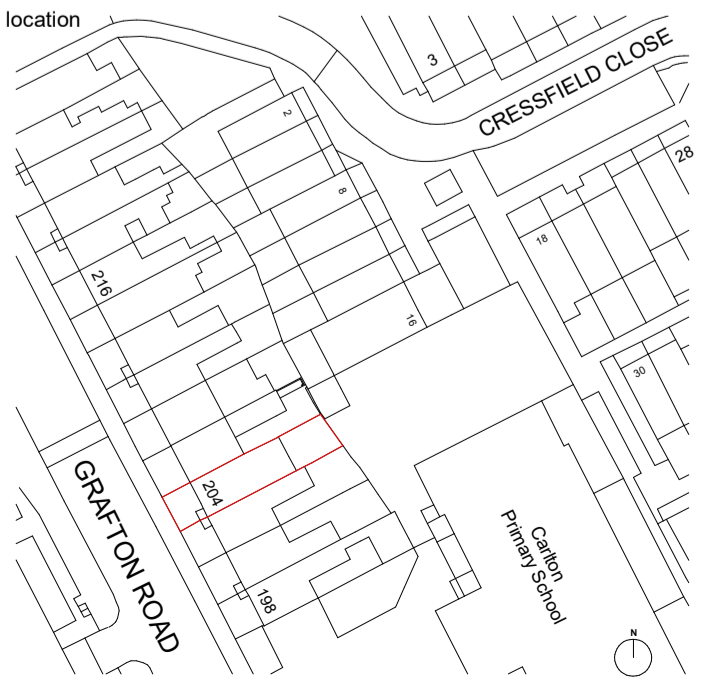 location
3
CRESSFIELD CLOSE
2
28
8
18
216
16
30
204
GRAFTON ROAD
Carlton
Primary School
198
N